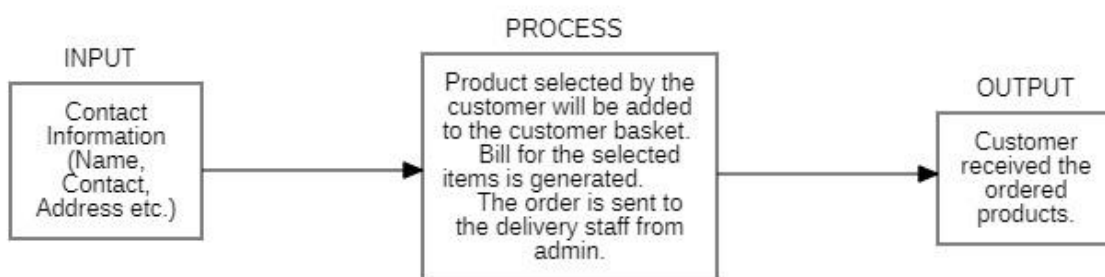 INPUT
Contact
Information
(Name,
Contact,
Address etc.)
PROCESS
Product selected by the
customer will be added
to the customer basket.
Bill for the selected
items is generated.
The order is sent to
the delivery staff from
admin.
OUTPUT
Customer
received the
ordered
products.